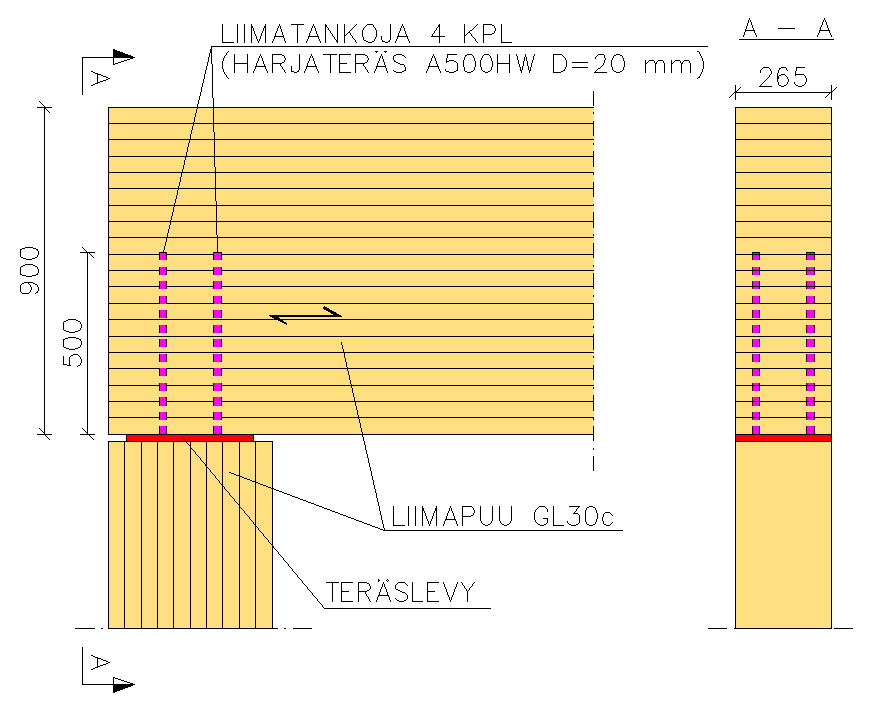 LIIMATANKOJA 4 KPL
(HARJATERÄS A500HW D=20 mm)
A – A
A
265
900
500
LIIMAPUU GL30c
TERÄSLEVY
A